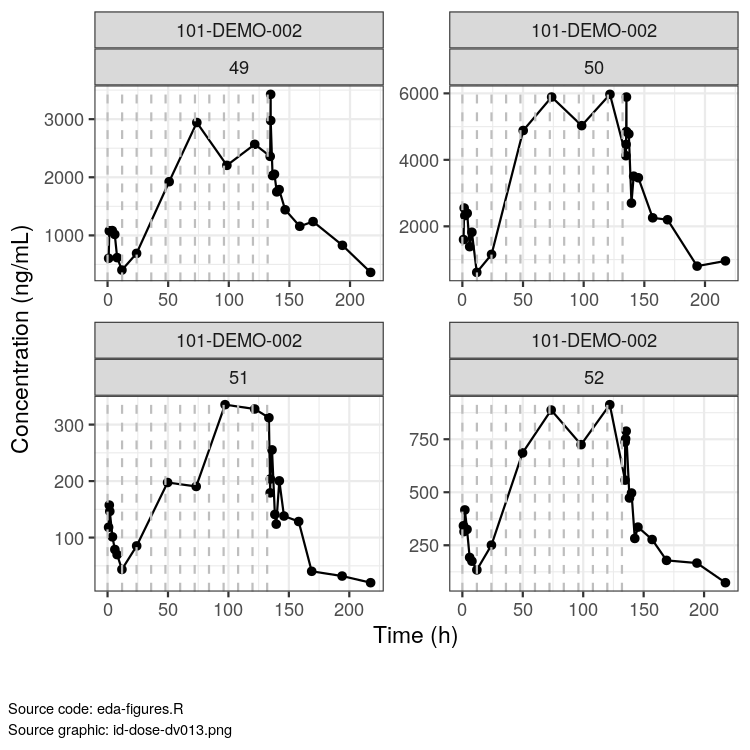 101-DEMO-002
49
101-DEMO-002
50
3000
2000
1000
6000
4000
2000
0 50 100 150 200
0 50 100 150 200
101-DEMO-002
51
101-DEMO-002
52
300
200
100
750
500
250
0 50 100 150 200
0 50 100 150 200
Concentration (ng/mL)
Time (h)
Source code: eda-figures.R
Source graphic: id-dose-dv013.png